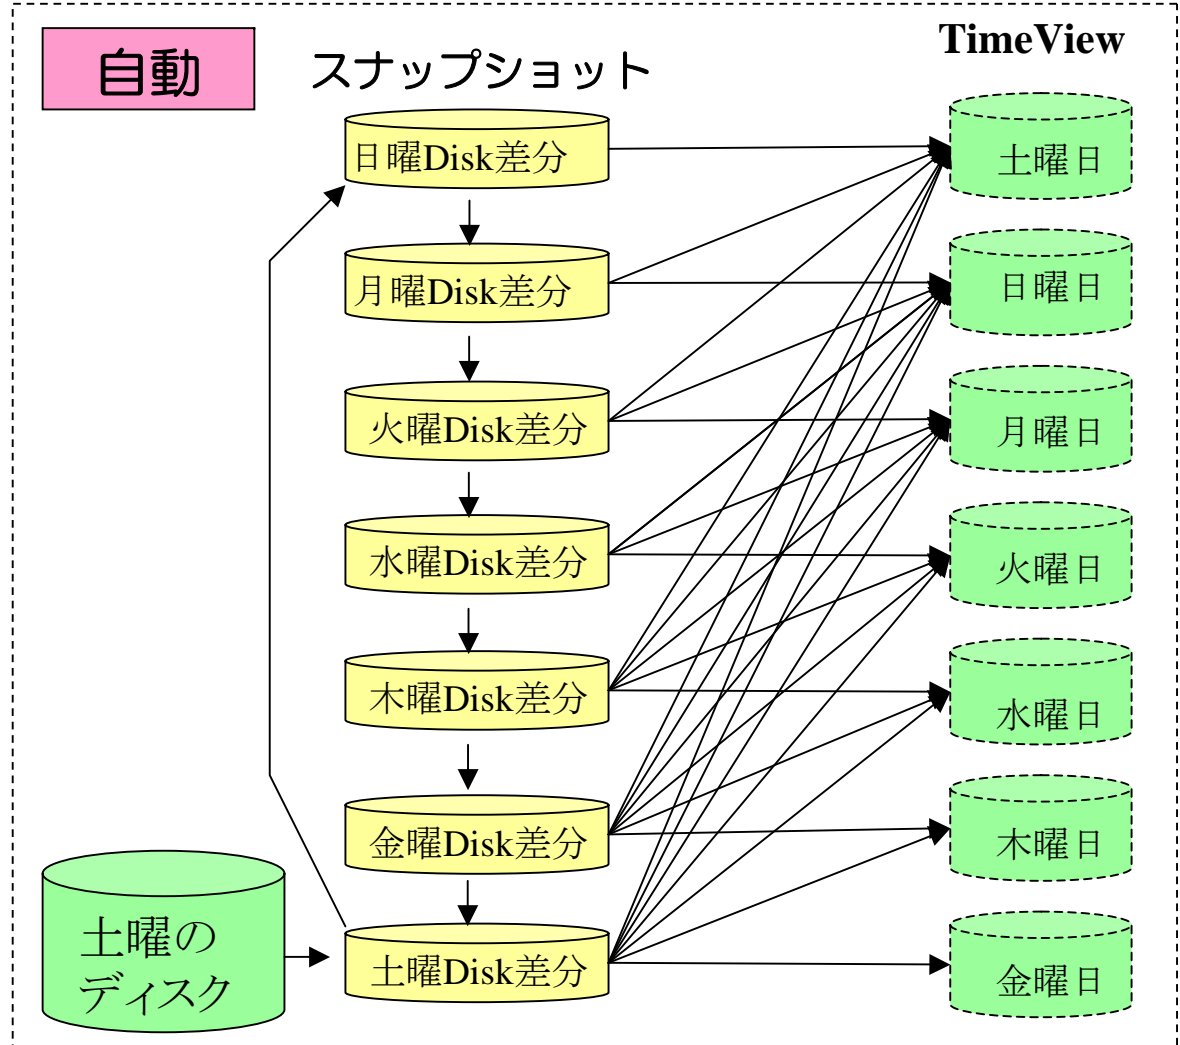 自動
スナップショット
TimeView
日曜Disk差分
月曜Disk差分
火曜Disk差分
水曜Disk差分
木曜Disk差分
金曜Disk差分
土曜Disk差分
土曜の
ディスク
土曜日
日曜日
月曜日
火曜日
水曜日
木曜日
金曜日